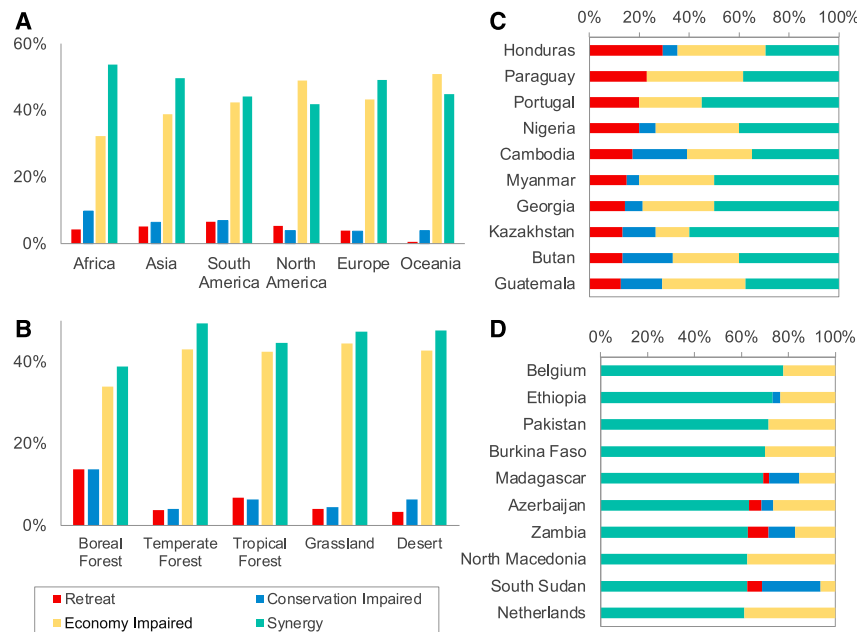 A
60%
40%
20%
0%
Africa
Asia
South
America
North
America
Europe
Oceania
B
40%
20%
0%
Boreal
Forest
Temperate
Forest
Tropical
Forest
Grassland
Desert
Retreat
Conservation Impaired
Economy Impaired
Synergy
C
0% 20% 40% 60% 80% 100%
Honduras
Paraguay
Portugal
Nigeria
Cambodia
Myanmar
Georgia
Kazakhstan
Butan
Guatemala
D
0% 20% 40% 60% 80% 100%
Belgium
Ethiopia
Pakistan
Burkina Faso
Madagascar
Azerbaijan
Zambia
North Macedonia
South Sudan
Netherlands